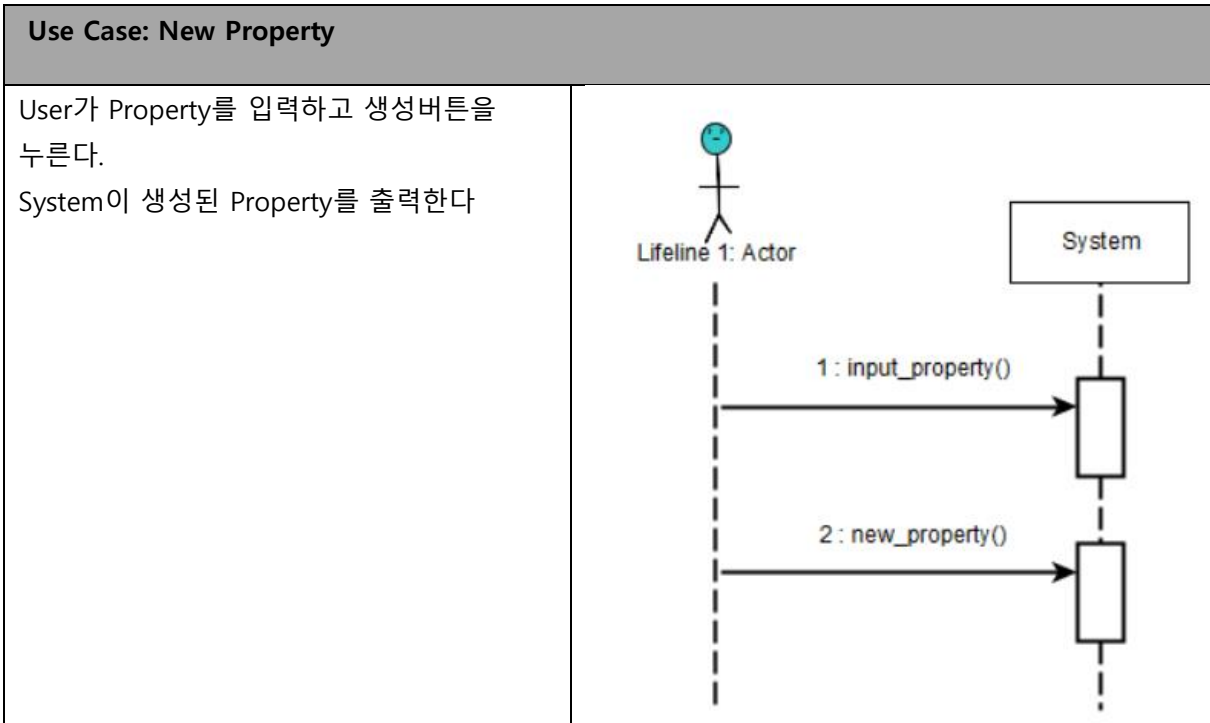 Use Case: New Property
User가 Property를 입력하고 생성버튼을
누른다.
System이 생성된 Property를 출력한다
Lifeline 1: Actor
System
1 : input_property()
2 : new_property()